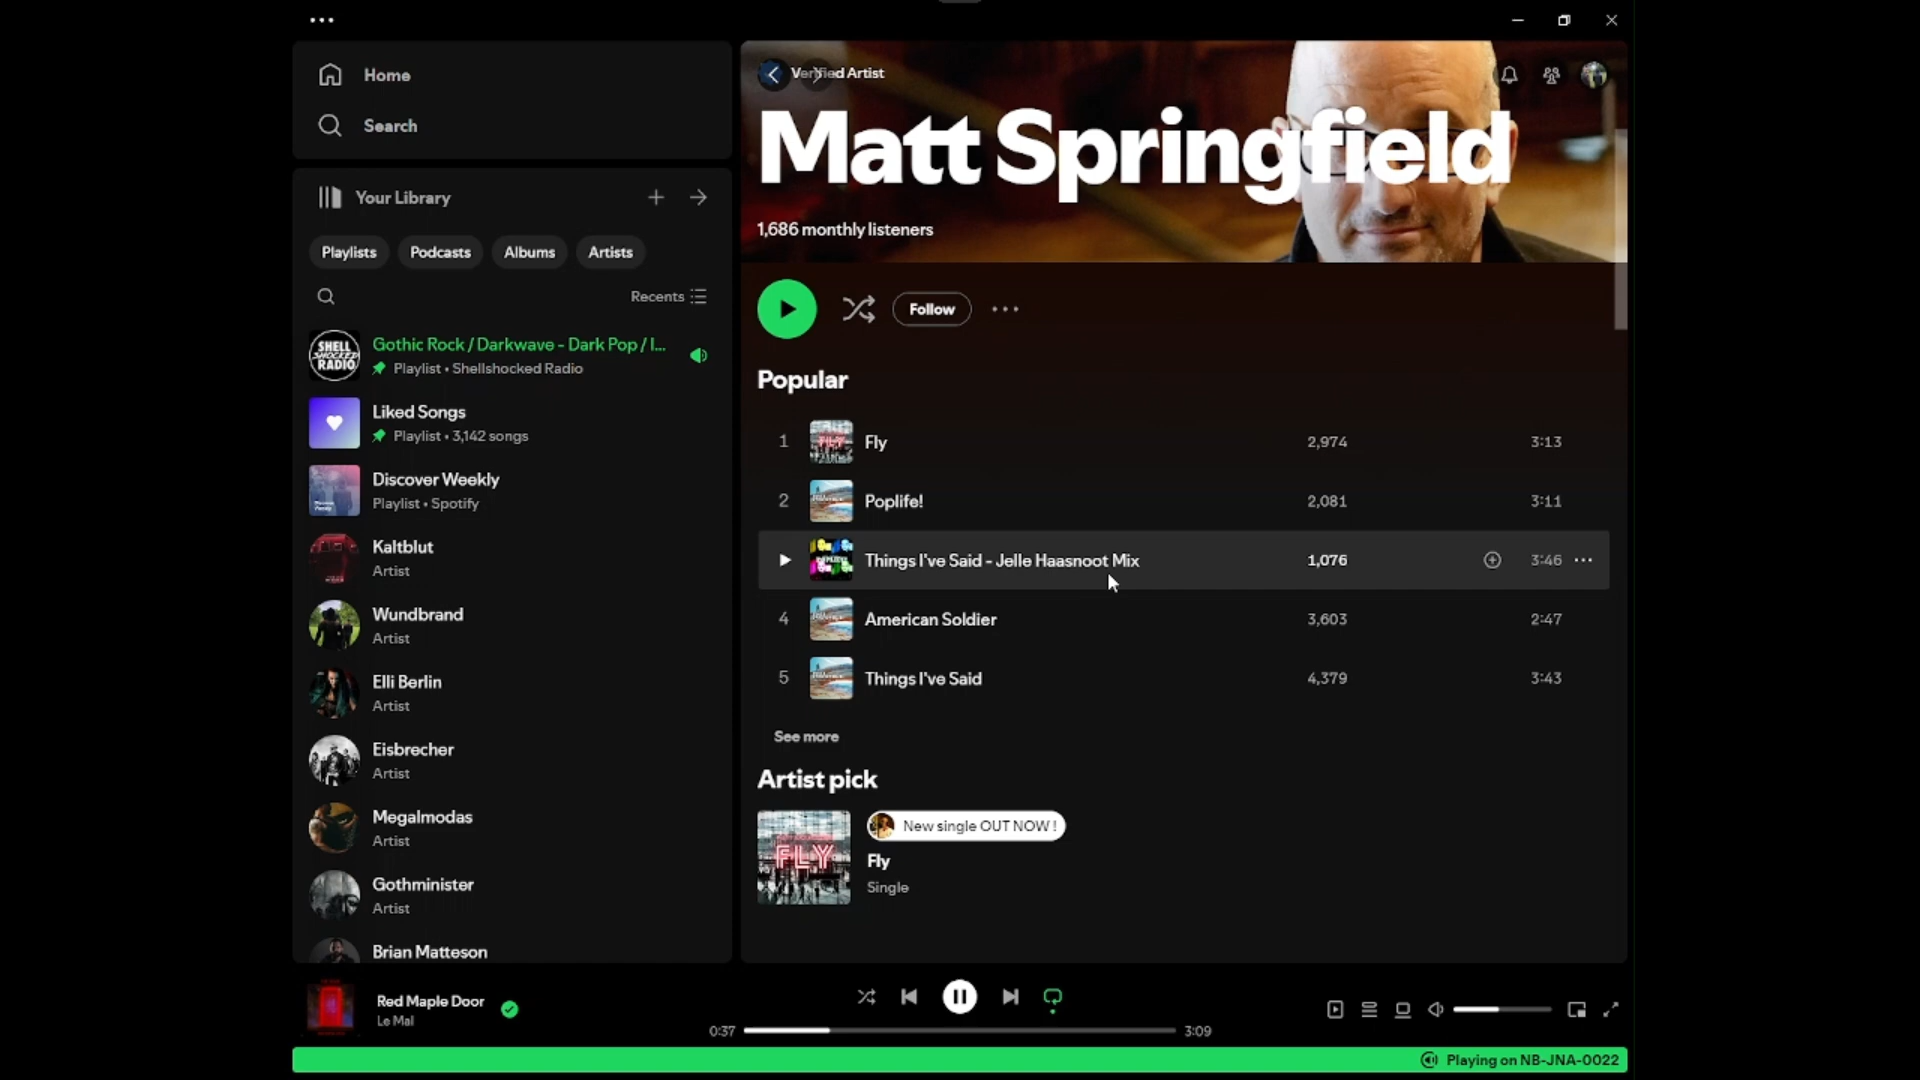 Home
Search
Your Library
Playlists
Podcasts
Albums
Artists
Recents
SHELL
SHOCKED
RADIO
Gothic Rock / Darkwave - Dark Pop / I...
Playlist • Shellshocked Radio
Liked Songs
Playlist • 3,142 songs
Discover Weekly
Playlist • Spotify
Kaltblut
Artist
Wundbrand
Artist
Elli Berlin
Artist
Eisbrecher
Artist
Megalmodas
Artist
Gothminister
Artist
Brian Matteson
Verified Artist
Matt Springfield
1,686 monthly listeners
Follow
Popular
1 Fly 2,974 3:13
2 Poplife! 2,081 3:11
Things I've Said - Jelle Haasnoot Mix 1,076 3:46
4 American Soldier 3,603 2:47
5 Things I've Said 4,379 3:43
See more
Artist pick
FLY
New single OUT NOW !
Fly
Single
Red Maple Door
Le Mal
0:37
3:09
Playing on NB-JNA-0022